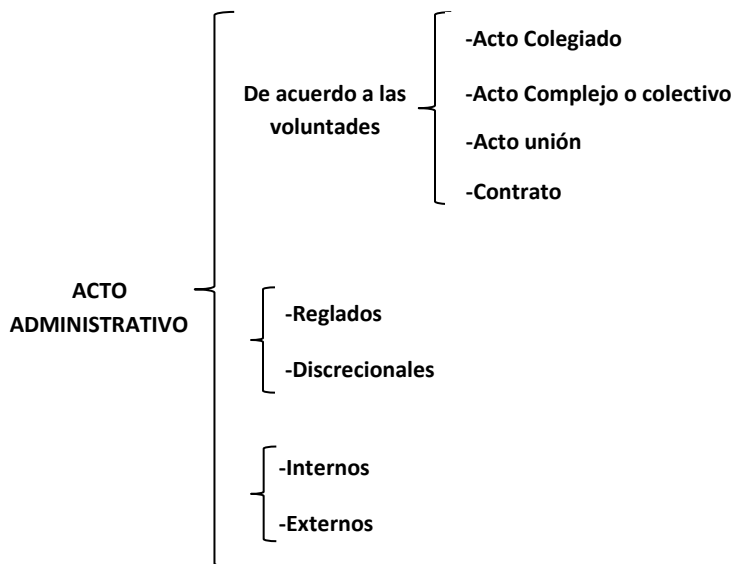 ACTO
ADMINISTRATIVO
De acuerdo a las
voluntades
-Acto Colegiado
-Acto Complejo o colectivo
-Acto unión
-Contrato
-Reglados
-Discrecionales
-Internos
-Externos